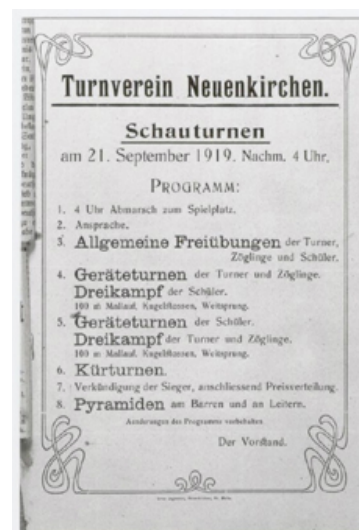 Turnverein Neuenkirchen.
Schauturnen
am 21. September 1919. Nachm. 4 Uhr.
PROGRAMM:
1. 4 Uhr Abmarsch zum Spielplatz.
2. Ansprache.
3. Allgemeine Freiübungen der Turner,
Zöglinge und Schüler.
4. Geräteturnen der Turner und Zöglinge.
Dreikampf der Schüler.
100 m Mallauf, Kugelstossen, Weitsprung.
5. Geräteturnen der Schüler.
Dreikampf der Turner und Zöglinge.
100 m Mallauf, Kugelstossen, Weitsprung.
6. Kürturnen.
7. Verkündigung der Sieger, anschliessend Preisverteilung.
8. Pyramiden am Barren und an Leitern.
Aenderungen des Programms vorbehalten.
Der Vorstand.